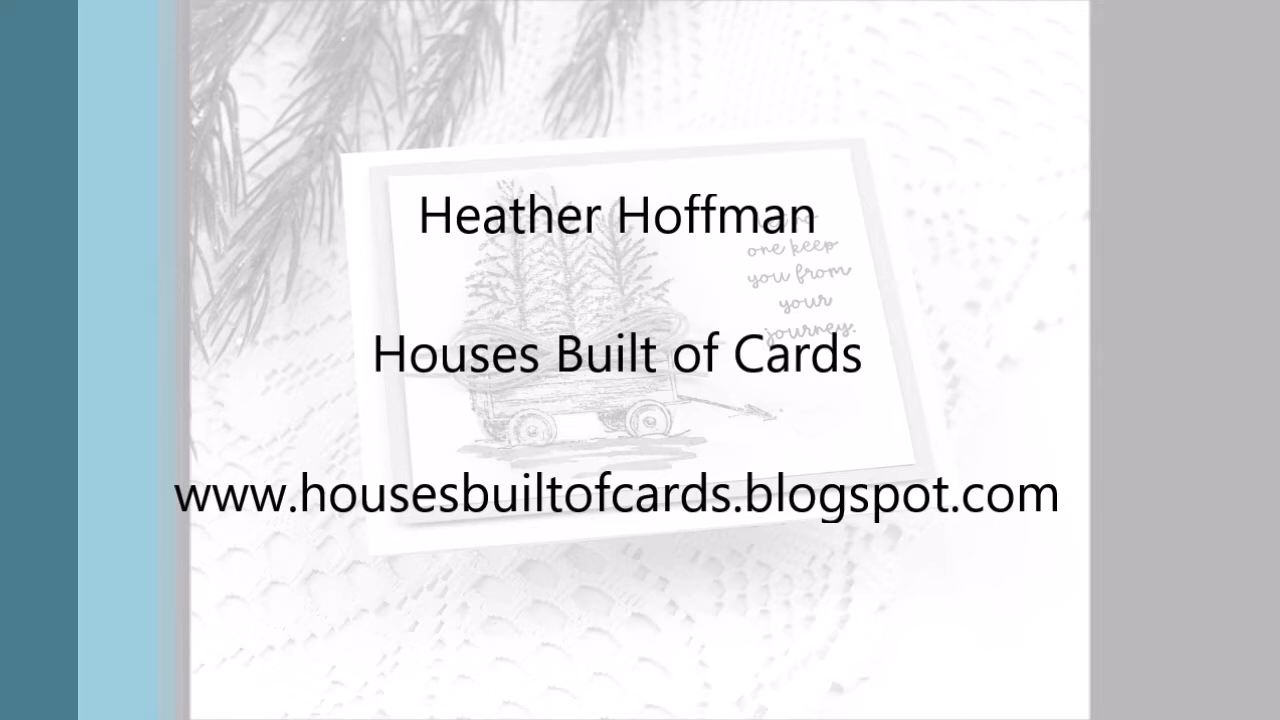 Heather Hoffman
one keep
you from
your
journey.
Houses Built of Cards
www.housesbuiltofcards.blogspot.com